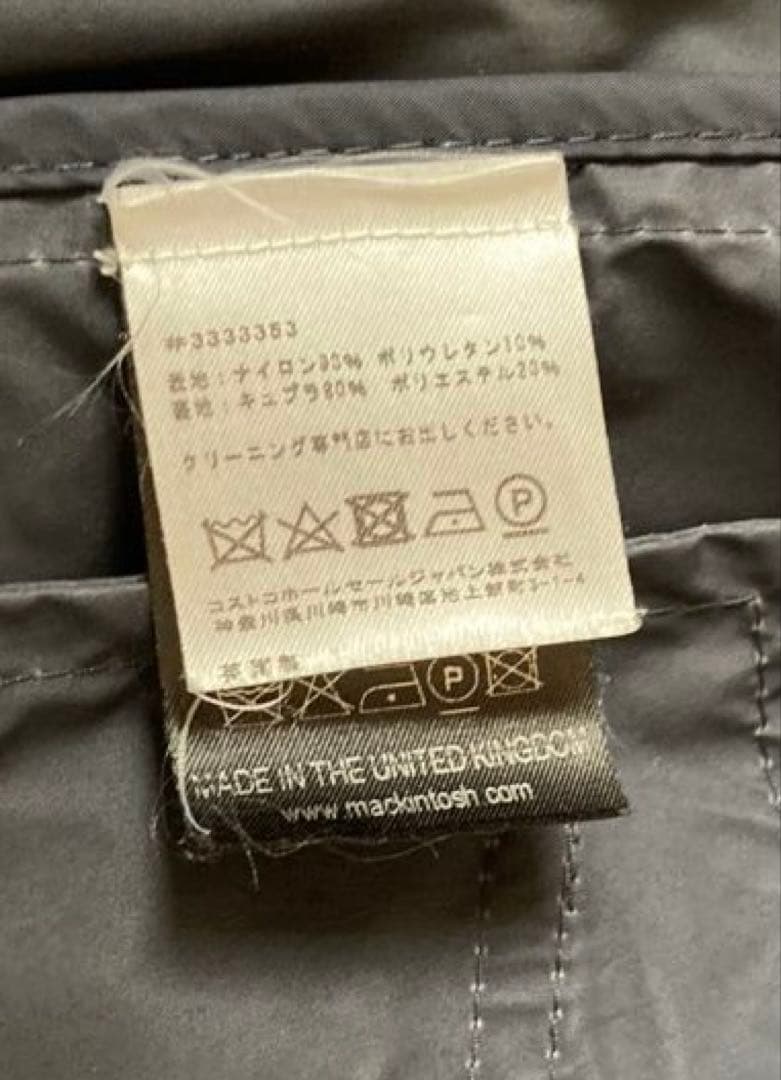 #3333353
表地:ナイロン90% ポリウレタン10%
裏地:キュプラ80% ポリエステル20%
クリーニング専門店にお出しください。
P
コストコホールセールジャパン株式会社
神奈川県川崎市川崎区池上新町3-1-4
英国製
P
MADE IN THE UNITED KINGDOM
www.mackintosh.com